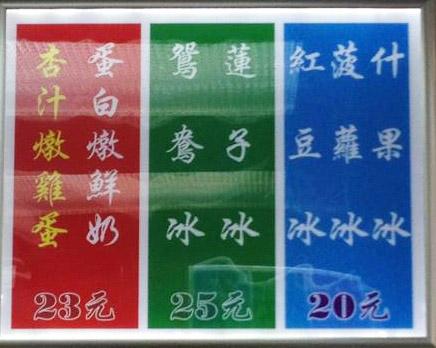 蛋白燉鮮奶
杏汁燉雞蛋
23元
蓮子冰
鴛鴦冰
25元
什果冰
菠蘿冰
紅豆冰
20元